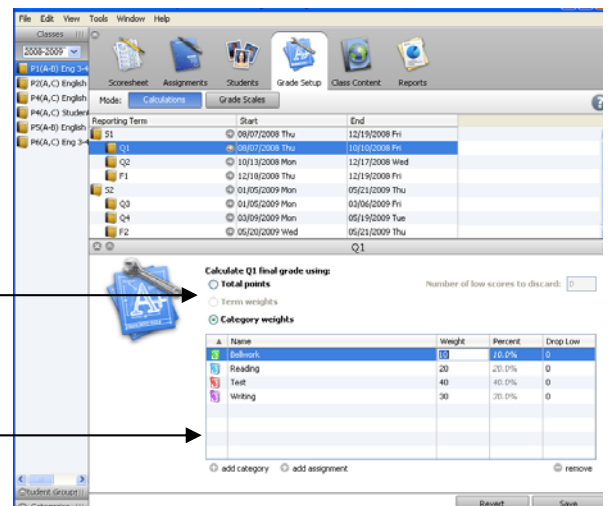 File Edit View Tools Window Help
Classes
2008-2009
P1(A-B) Eng 3-4
P2(A,C) English
P4(A,C) English
P4(A,C) Student
P5(A-B) English
P6(A,C) Eng 3-4
Scoresheet Assignments Students Grade Setup Class Content Reports
Mode: Calculations Grade Scales
Reporting Term Start End
S1 08/07/2008 Thu 12/19/2008 Fri
Q1 08/07/2008 Thu 10/10/2008 Fri
Q2 10/13/2008 Mon 12/17/2008 Wed
F1 12/18/2008 Thu 12/19/2008 Fri
S2 01/05/2009 Mon 05/21/2009 Thu
Q3 01/05/2009 Mon 03/06/2009 Fri
Q4 03/09/2009 Mon 05/19/2009 Tue
F2 05/20/2009 Wed 05/21/2009 Thu
Q1
Calculate Q1 final grade using:
Total points Number of low scores to discard: 0
Term weights
Category weights
Name Weight Percent Drop Low
Bellwork 10 10.0% 0
Reading 20 20.0% 0
Test 40 40.0% 0
Writing 30 30.0% 0
add category add assignment remove
Student Groups
Categories
Revert Save